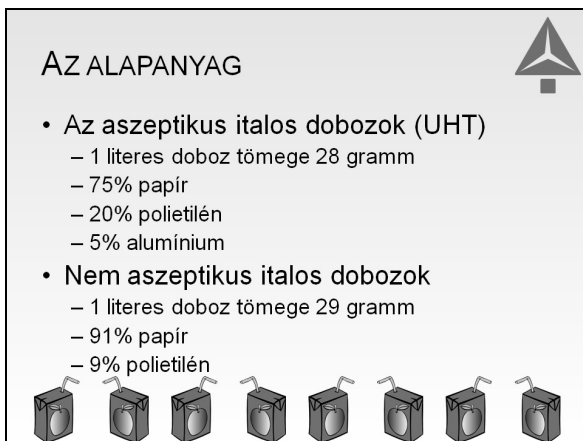 AZ ALAPANYAG
• Az aszeptikus italos dobozok (UHT)
– 1 literes doboz tömege 28 gramm
– 75% papír
– 20% polietilén
– 5% alumínium
• Nem aszeptikus italos dobozok
– 1 literes doboz tömege 29 gramm
– 91% papír
– 9% polietilén